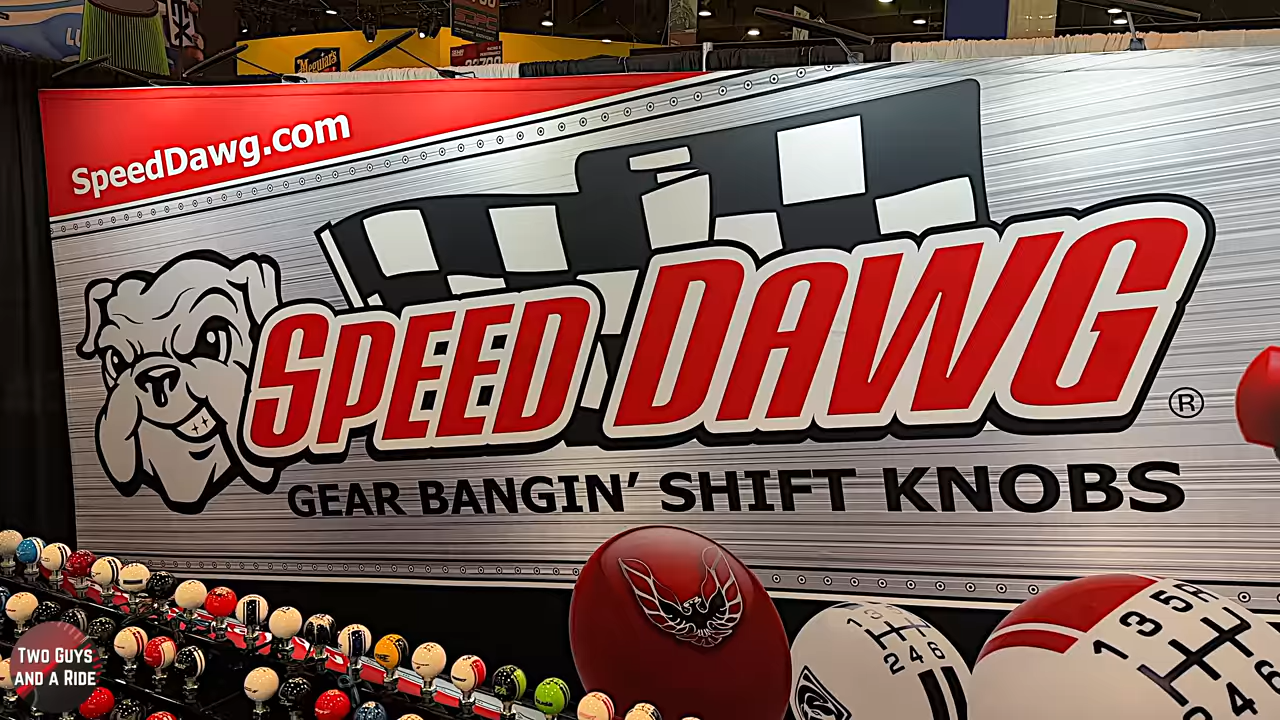 Meguiar's
SpeedDawg.com
SPEED DAWG
®
GEAR BANGIN' SHIFT KNOBS
1 3 5 R
2 4 6
1 3 5
2 4 6
TWO GUYS
AND A RIDE